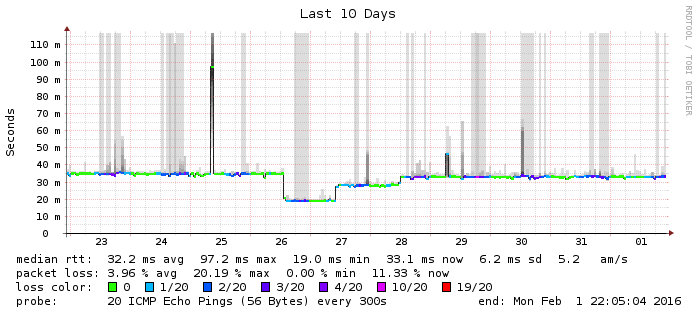 Last 10 Days
RRDTOOL / TOBI OETIKER
Seconds
110 m
100 m
90 m
80 m
70 m
60 m
50 m
40 m
30 m
20 m
10 m
0
23 24 25 26 27 28 29 30 31 01
median rtt: 32.2 ms avg 97.2 ms max 19.0 ms min 33.1 ms now 6.2 ms sd 5.2 am/s
packet loss: 3.96 % avg 20.19 % max 0.00 % min 11.33 % now
loss color: 0 1/20 2/20 3/20 4/20 10/20 19/20
probe: 20 ICMP Echo Pings (56 Bytes) every 300s end: Mon Feb 1 22:05:04 2016